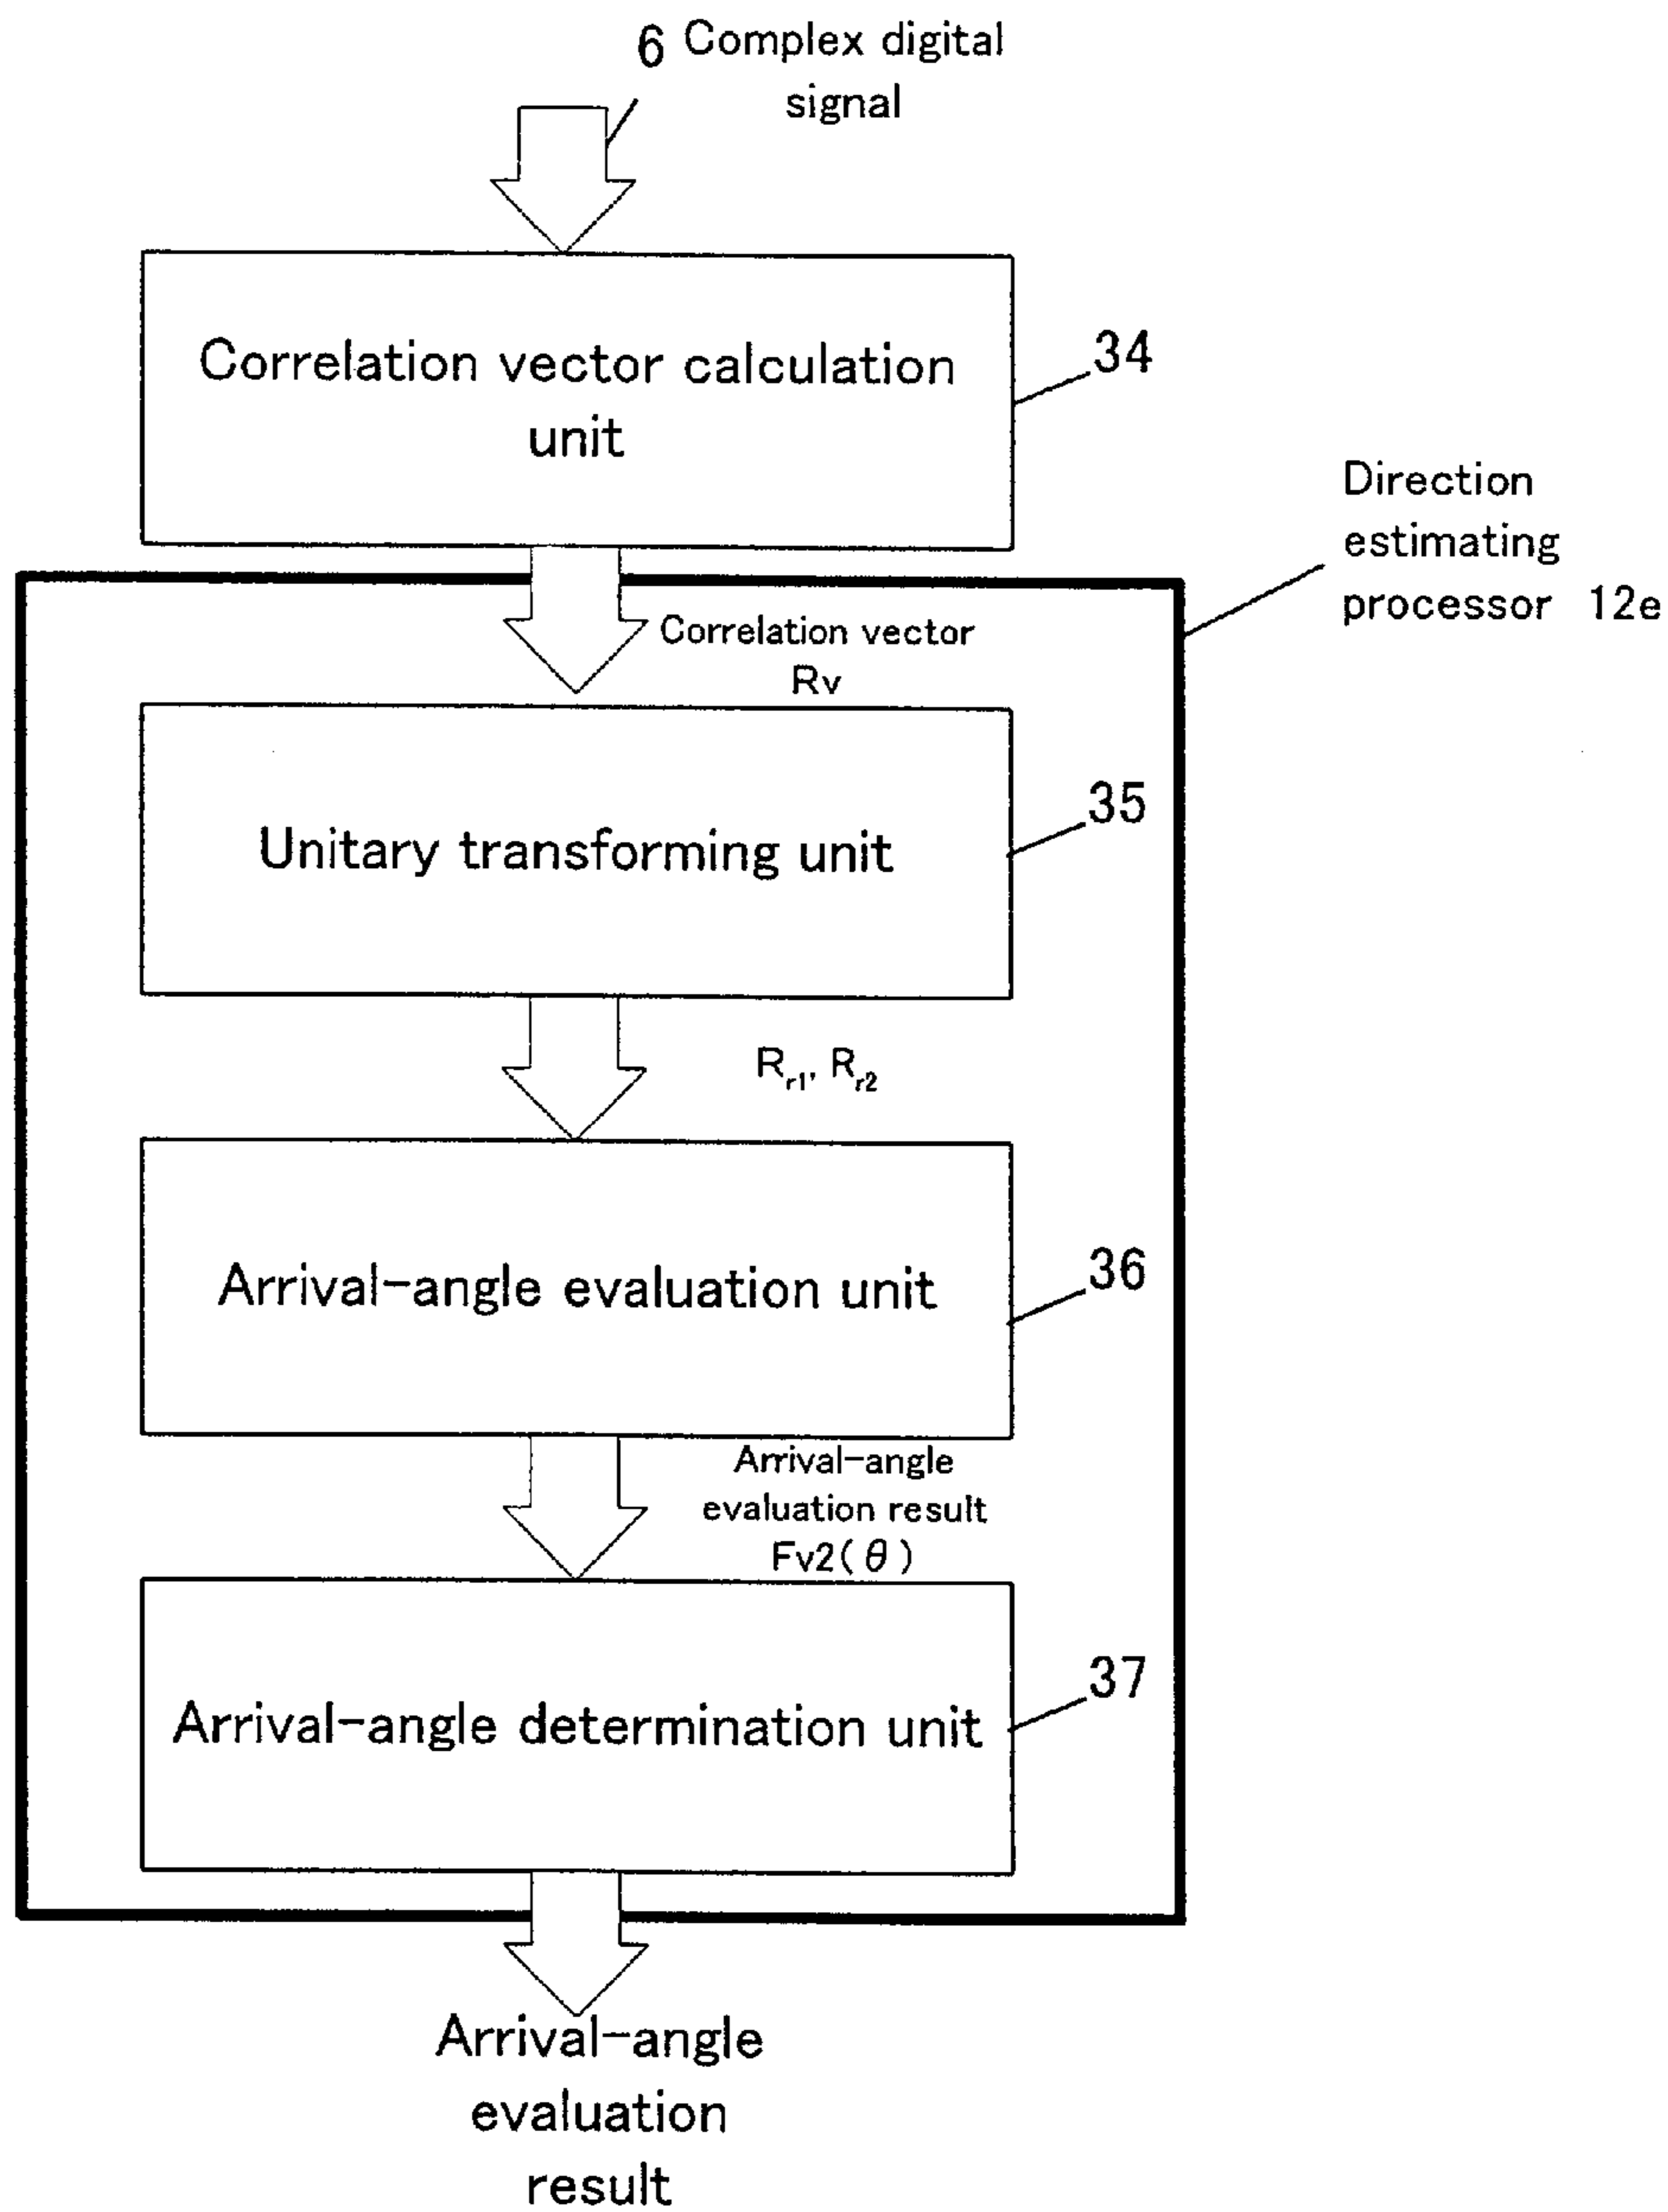 6 Complex digital
signal
Correlation vector calculation
unit
34
Direction
estimating
processor 12e
Correlation vector
Rv
Unitary transforming unit
35
Rr1, Rr2
Arrival-angle evaluation unit
36
Arrival-angle
evaluation result
Fv2(θ)
Arrival-angle determination unit
37
Arrival-angle
evaluation
result